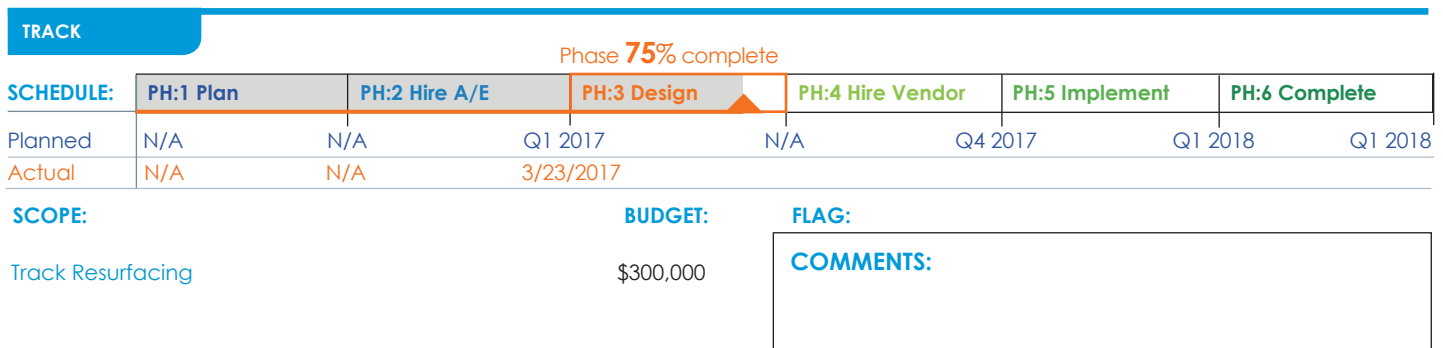 TRACK
Phase 75% complete
SCHEDULE: PH:1 Plan PH:2 Hire A/E PH:3 Design PH:4 Hire Vendor PH:5 Implement PH:6 Complete
Planned N/A N/A Q1 2017 N/A Q4 2017 Q1 2018 Q1 2018
Actual N/A N/A 3/23/2017
SCOPE: BUDGET: FLAG:
Track Resurfacing $300,000 COMMENTS: